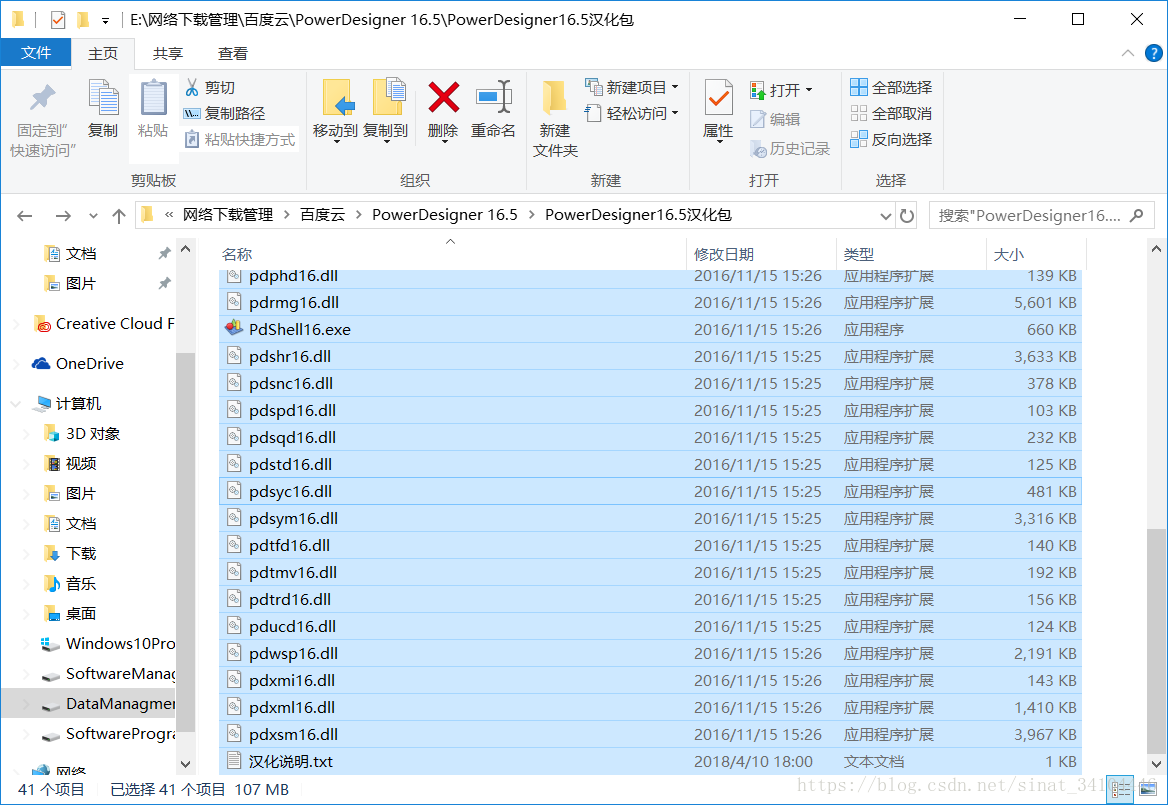 E:\网络下载管理\百度云\PowerDesigner 16.5\PowerDesigner16.5汉化包
文件 主页 共享 查看
固定到"
快速访问"
复制
粘贴
剪切
复制路径
粘贴快捷方式
剪贴板
移动到 复制到
删除 重命名
组织
新建
文件夹
新建项目
轻松访问
新建
属性
打开
编辑
历史记录
打开
全部选择
全部取消
反向选择
选择
« 网络下载管理 > 百度云 > PowerDesigner 16.5 > PowerDesigner16.5汉化包
搜索"PowerDesigner16....
文档
图片
Creative Cloud F
OneDrive
计算机
3D 对象
视频
图片
文档
下载
音乐
桌面
Windows10Pro
SoftwareManag
DataManagmen
SoftwareProgra
网络
名称 修改日期 类型 大小
pdphd16.dll 2016/11/15 15:26 应用程序扩展 139 KB
pdrmg16.dll 2016/11/15 15:26 应用程序扩展 5,601 KB
PdShell16.exe 2016/11/15 15:26 应用程序 660 KB
pdshr16.dll 2016/11/15 15:25 应用程序扩展 3,633 KB
pdsnc16.dll 2016/11/15 15:25 应用程序扩展 378 KB
pdspd16.dll 2016/11/15 15:25 应用程序扩展 103 KB
pdsqd16.dll 2016/11/15 15:25 应用程序扩展 232 KB
pdstd16.dll 2016/11/15 15:25 应用程序扩展 125 KB
pdsyc16.dll 2016/11/15 15:25 应用程序扩展 481 KB
pdsym16.dll 2016/11/15 15:25 应用程序扩展 3,316 KB
pdtfd16.dll 2016/11/15 15:25 应用程序扩展 140 KB
pdtmv16.dll 2016/11/15 15:25 应用程序扩展 192 KB
pdtrd16.dll 2016/11/15 15:25 应用程序扩展 156 KB
pducd16.dll 2016/11/15 15:25 应用程序扩展 124 KB
pdwsp16.dll 2016/11/15 15:26 应用程序扩展 2,191 KB
pdxmi16.dll 2016/11/15 15:26 应用程序扩展 143 KB
pdxml16.dll 2016/11/15 15:26 应用程序扩展 1,410 KB
pdxsm16.dll 2016/11/15 15:26 应用程序扩展 3,967 KB
汉化说明.txt 2018/4/10 18:00 文本文档 1 KB
41 个项目 已选择 41 个项目 107 MB